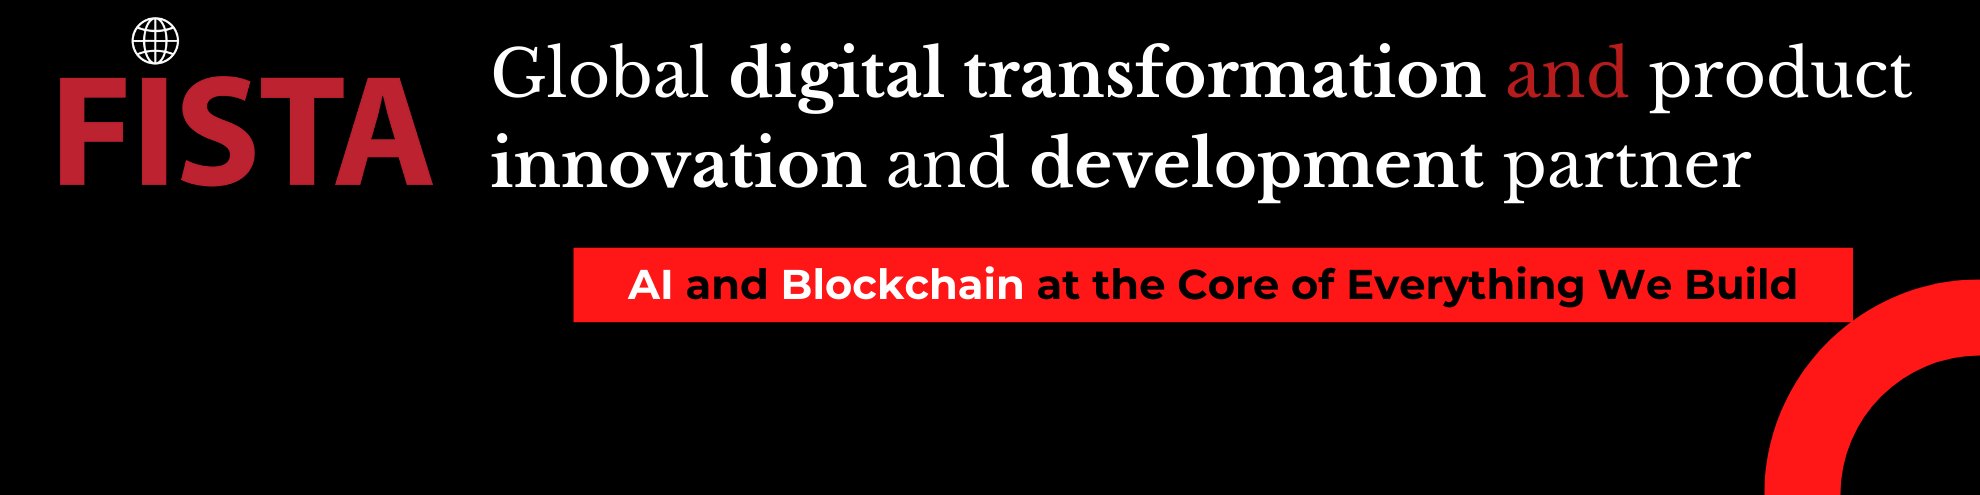 FISTA
Global digital transformation and product
innovation and development partner
AI and Blockchain at the Core of Everything We Build